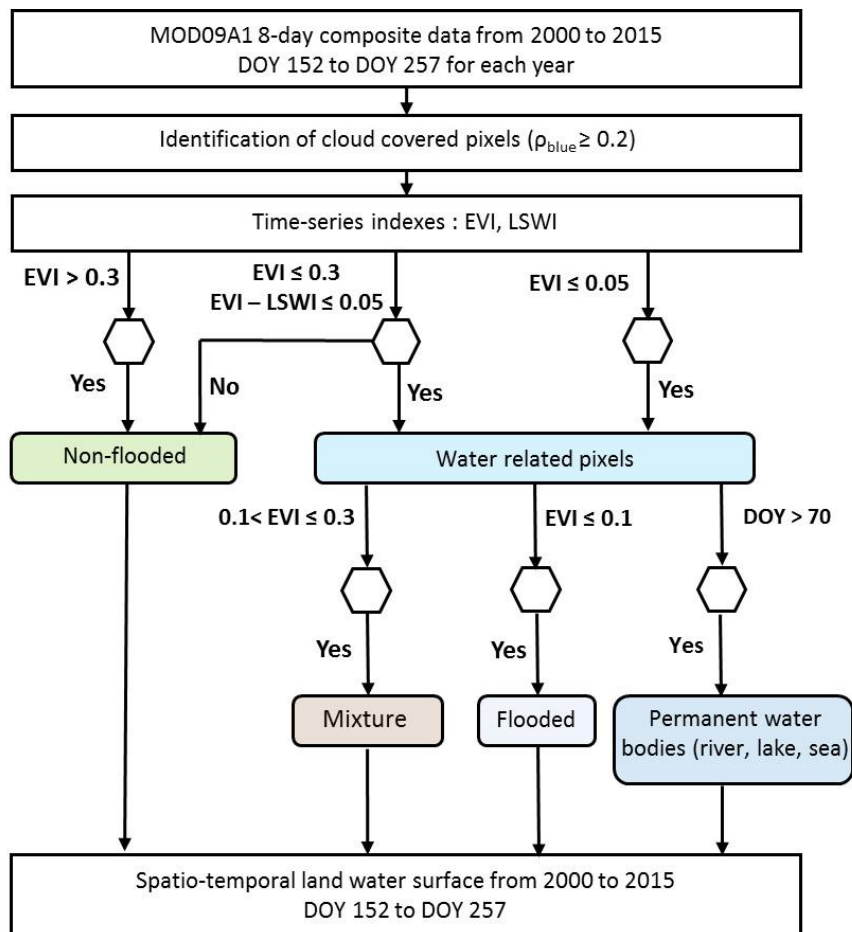 MOD09A1 8-day composite data from 2000 to 2015
DOY 152 to DOY 257 for each year
Identification of cloud covered pixels (ρblue ≥ 0.2)
Time-series indexes : EVI, LSWI
EVI > 0.3
EVI ≤ 0.3
EVI – LSWI ≤ 0.05
EVI ≤ 0.05
Yes
No
Yes
Yes
Non-flooded
Water related pixels
0.1< EVI ≤ 0.3
EVI ≤ 0.1
DOY > 70
Yes
Yes
Yes
Mixture
Flooded
Permanent water
bodies (river, lake, sea)
Spatio-temporal land water surface from 2000 to 2015
DOY 152 to DOY 257